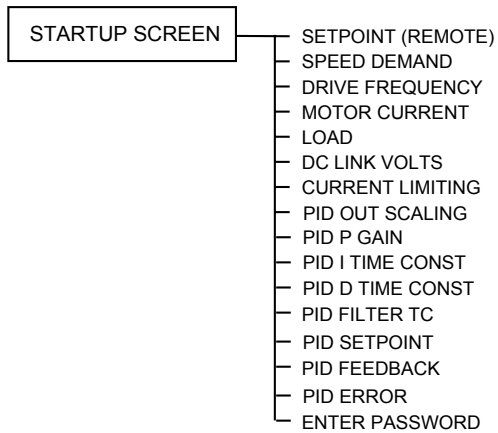 STARTUP SCREEN
SETPOINT (REMOTE)
SPEED DEMAND
DRIVE FREQUENCY
MOTOR CURRENT
LOAD
DC LINK VOLTS
CURRENT LIMITING
PID OUT SCALING
PID P GAIN
PID I TIME CONST
PID D TIME CONST
PID FILTER TC
PID SETPOINT
PID FEEDBACK
PID ERROR
ENTER PASSWORD